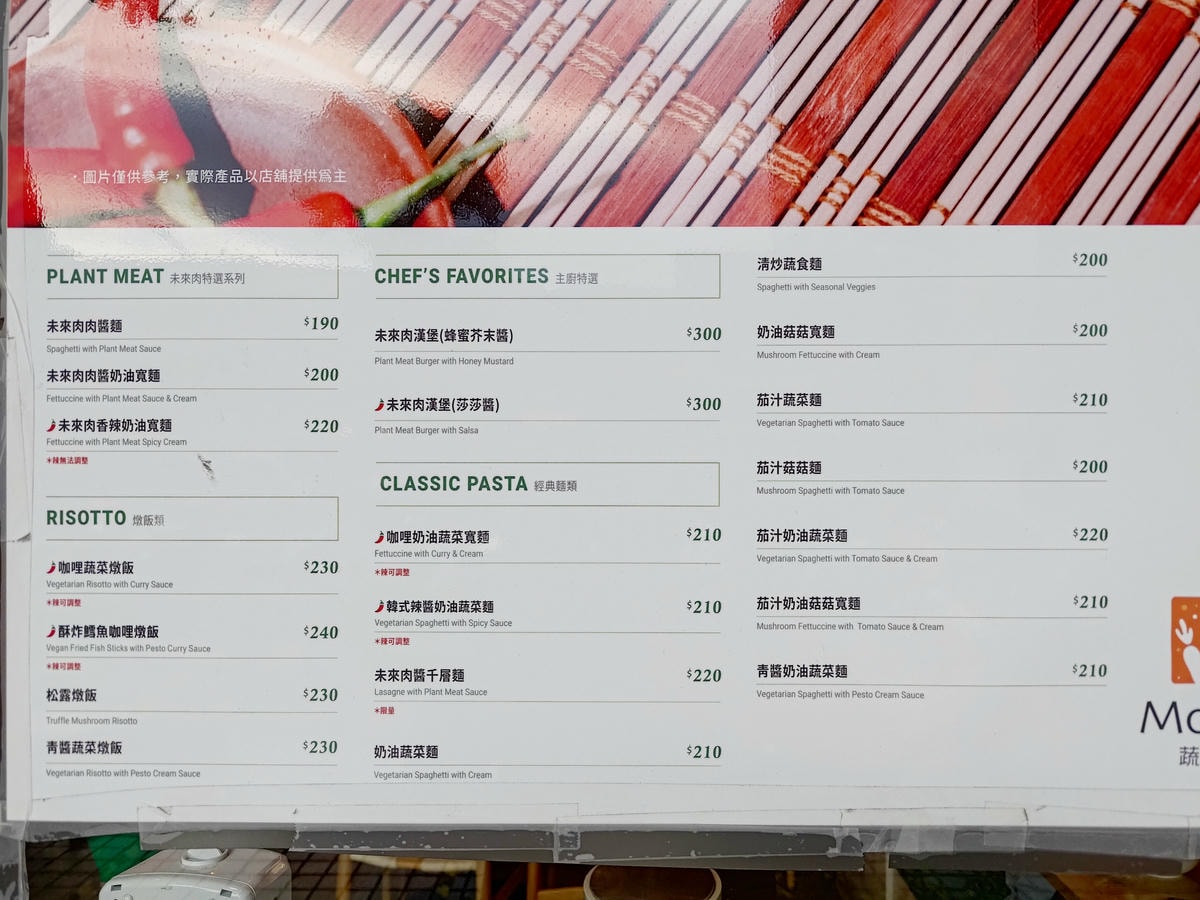 ·圖片僅供參考，實際產品以店舖提供為主
PLANT MEAT 未來肉特選系列
未來肉肉醬麵 $190
Spaghetti with Plant Meat Sauce
未來肉肉醬奶油寬麵 $200
Fettuccine with Plant Meat Sauce & Cream
未來肉香辣奶油寬麵 $220
Fettuccine with Plant Meat Spicy Cream
*辣無法調整
RISOTTO 燉飯類
咖哩蔬菜燉飯 $230
Vegetarian Risotto with Curry Sauce
*辣可調整
酥炸鱈魚咖哩燉飯 $240
Vegan Fried Fish Sticks with Pesto Curry Sauce
*辣可調整
松露燉飯 $230
Truffle Mushroom Risotto
青醬蔬菜燉飯 $230
Vegetarian Risotto with Pesto Cream Sauce
CHEF'S FAVORITES 主廚特選
未來肉漢堡(蜂蜜芥末醬) $300
Plant Meat Burger with Honey Mustard
未來肉漢堡(莎莎醬) $300
Plant Meat Burger with Salsa
CLASSIC PASTA 經典麵類
咖哩奶油蔬菜寬麵 $210
Fettuccine with Curry & Cream
*辣可調整
韓式辣醬奶油蔬菜麵 $210
Vegetarian Spaghetti with Spicy Sauce
*辣可調整
未來肉醬千層麵 $220
Lasagne with Plant Meat Sauce
*限量
奶油蔬菜麵 $210
Vegetarian Spaghetti with Cream
清炒蔬食麵 $200
Spaghetti with Seasonal Veggies
奶油菇菇寬麵 $200
Mushroom Fettuccine with Cream
茄汁蔬菜麵 $210
Vegetarian Spaghetti with Tomato Sauce
茄汁菇菇麵 $200
Mushroom Spaghetti with Tomato Sauce
茄汁奶油蔬菜麵 $220
Vegetarian Spaghetti with Tomato Sauce & Cream
茄汁奶油菇菇寬麵 $210
Mushroom Fettuccine with Tomato Sauce & Cream
青醬奶油蔬菜麵 $210
Vegetarian Spaghetti with Pesto Cream Sauce
Mo
蔬